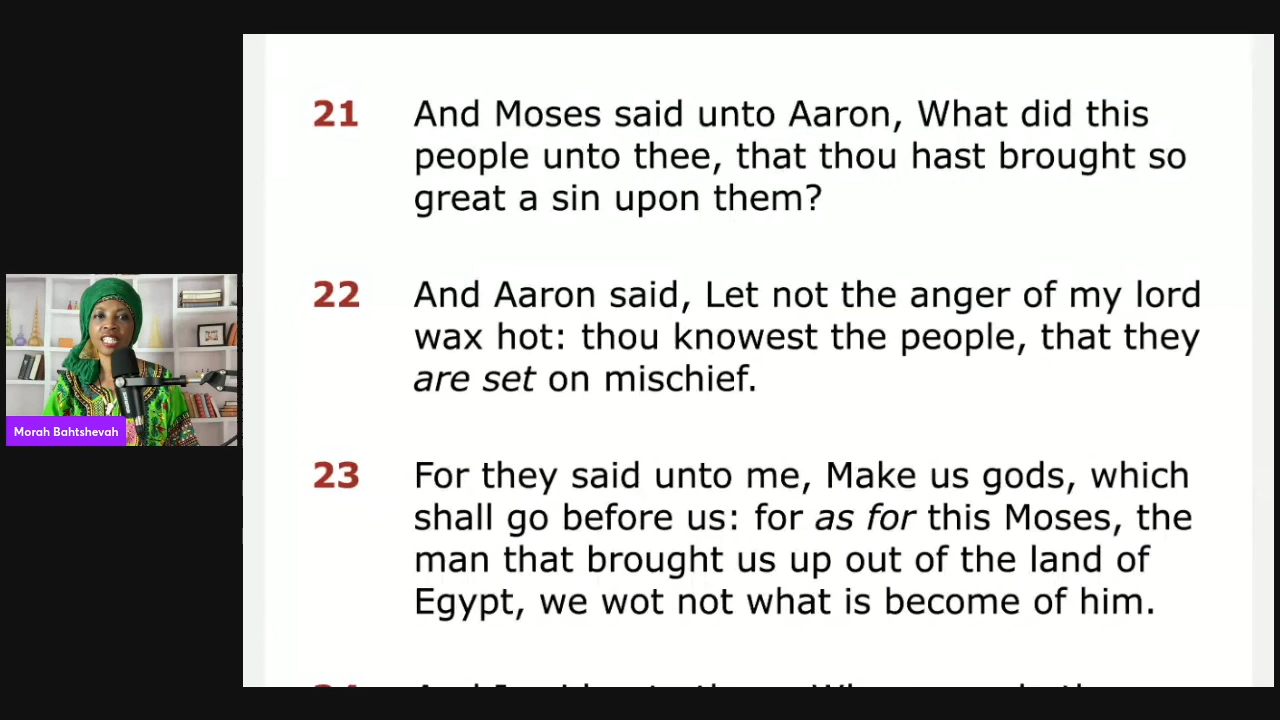 21 And Moses said unto Aaron, What did this
people unto thee, that thou hast brought so
great a sin upon them?
22 And Aaron said, Let not the anger of my lord
wax hot: thou knowest the people, that they
are set on mischief.
23 For they said unto me, Make us gods, which
shall go before us: for as for this Moses, the
man that brought us up out of the land of
Egypt, we wot not what is become of him.
Morah Bahtshevah